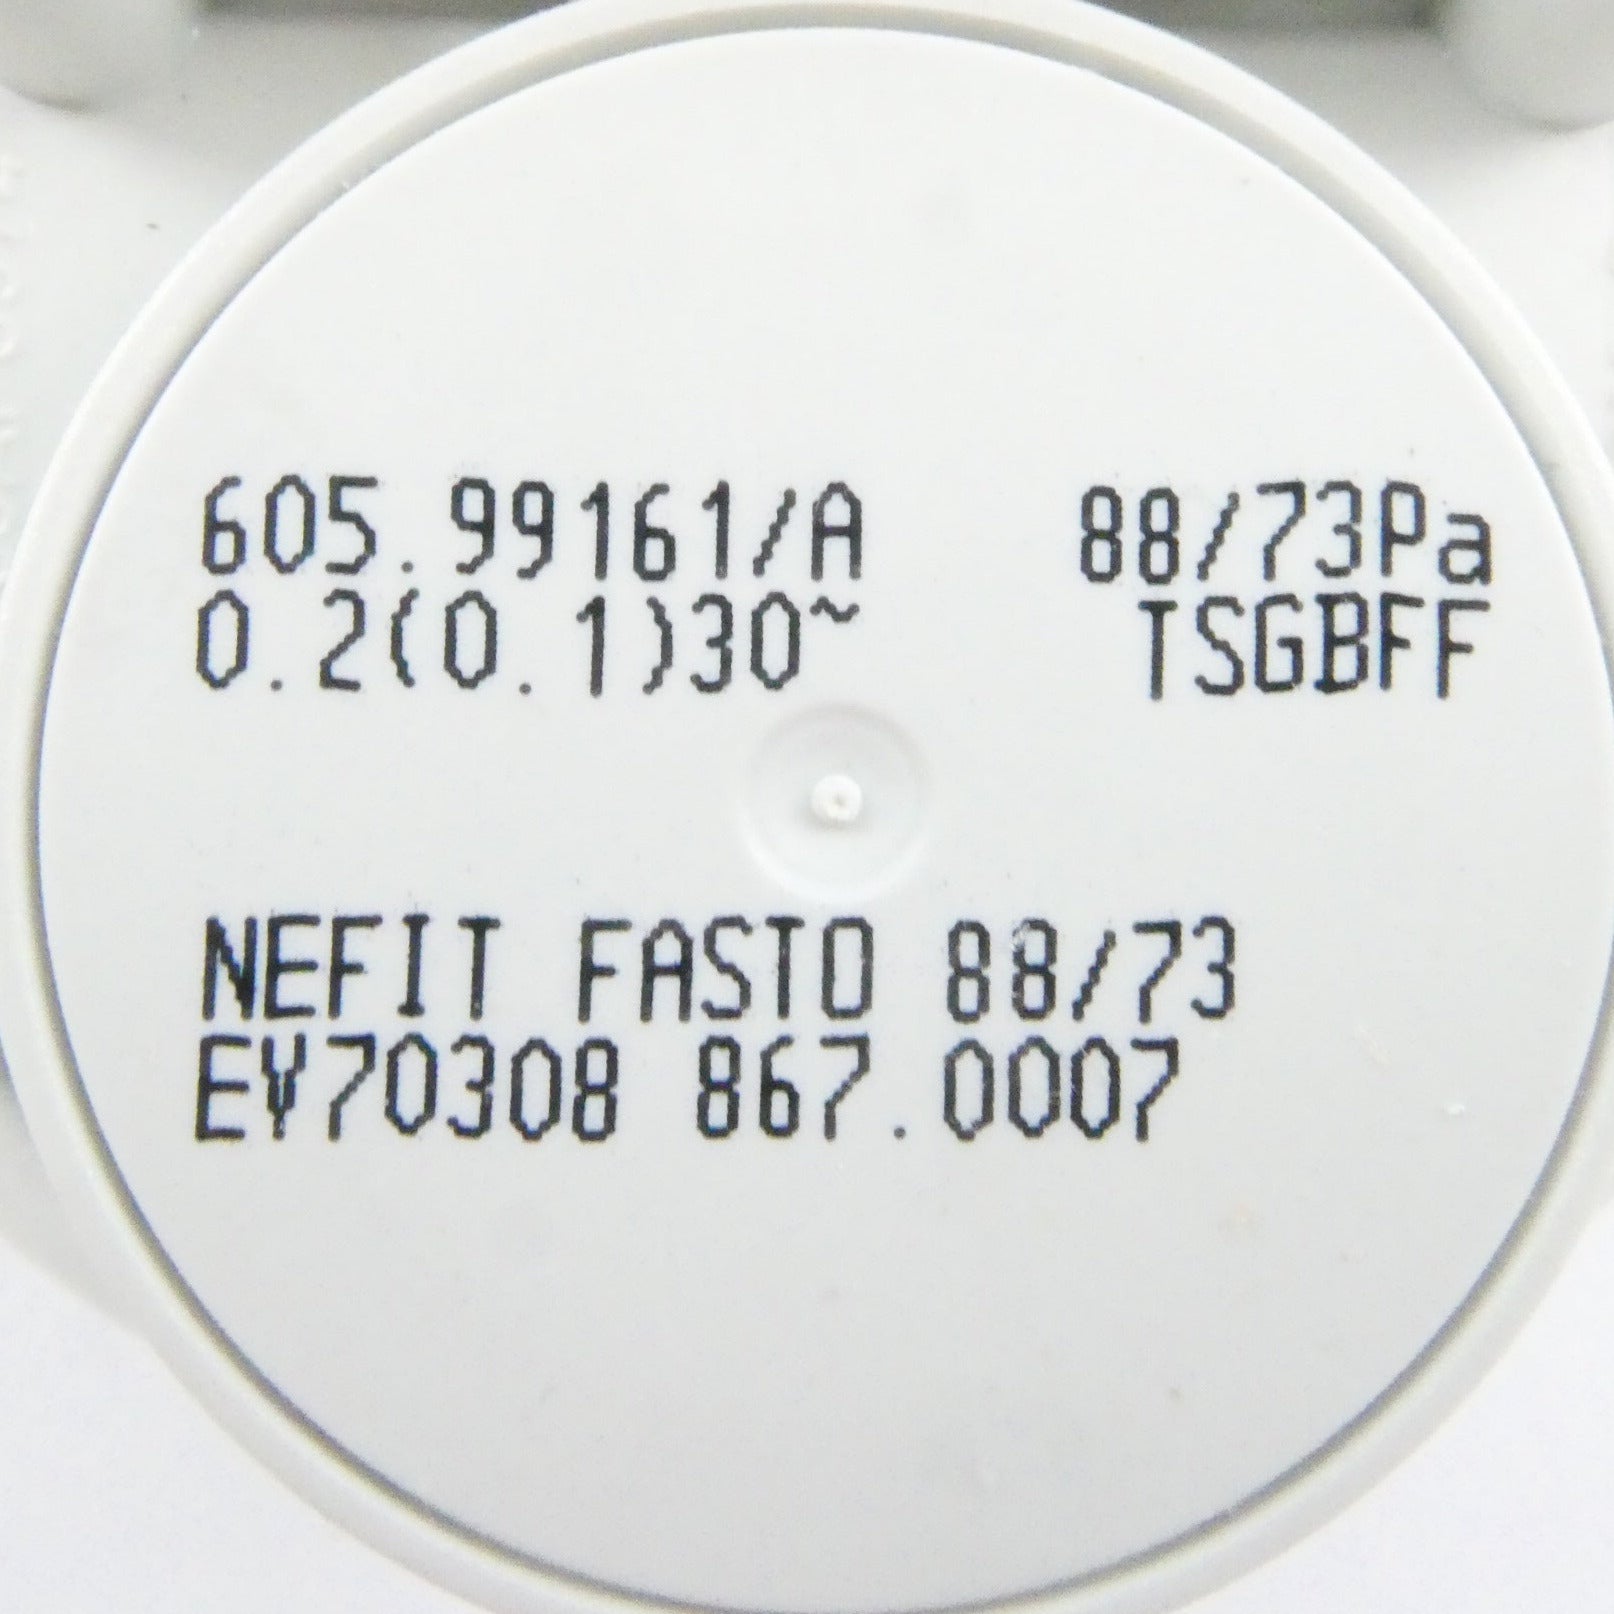 605.99161/A 88/73Pa
0.2(0.1)30~ TSGBFF
NEFIT FASTO 88/73
EV70308 867.0007